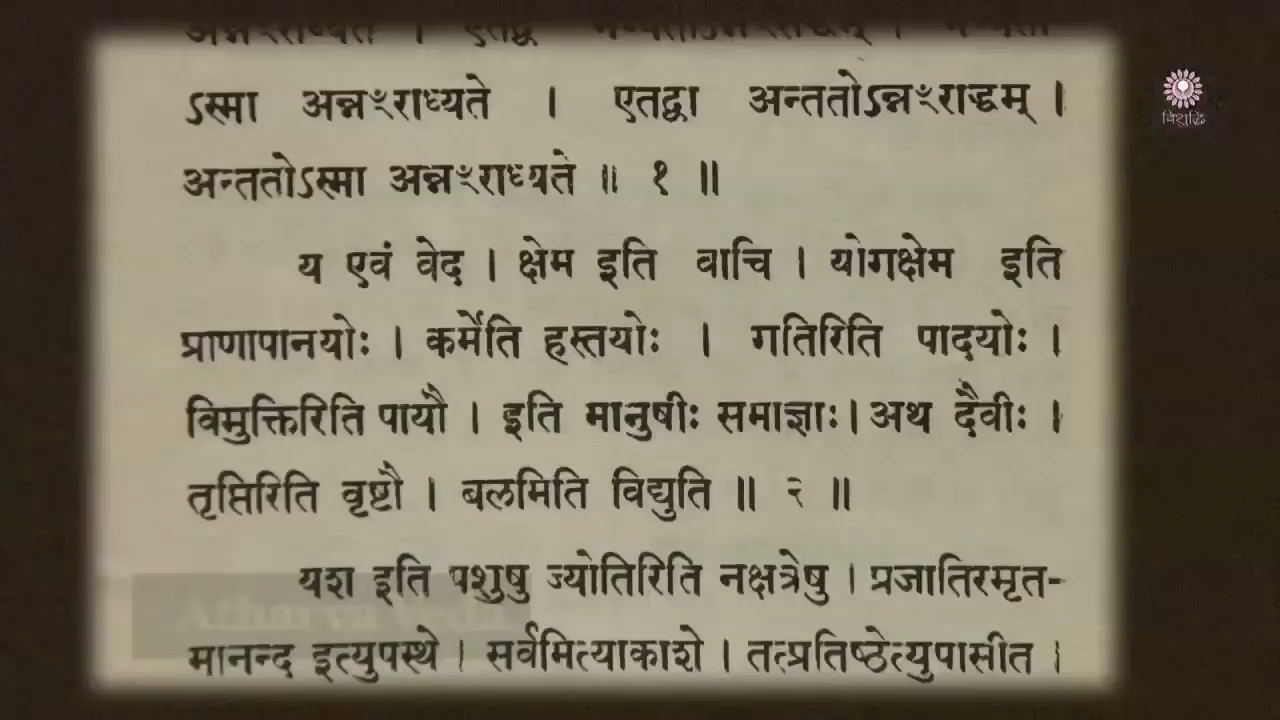 ऽस्मा अन्नꣳराध्यते । एतद्वा अन्ततोऽन्नꣳराद्धम् ।
अन्ततोऽस्मा अन्नꣳराध्यते ॥ १ ॥
य एवं वेद । क्षेम इति वाचि । योगक्षेम इति
प्राणापानयोः । कर्मेति हस्तयोः । गतिरिति पादयोः ।
विमुक्तिरिति पायौ । इति मानुषीः समाज्ञाः। अथ दैवीः ।
तृप्तिरिति वृष्टौ । बलमिति विद्युति ॥ २ ॥
यश इति पशुषु ज्योतिरिति नक्षत्रेषु । प्रजातिरमृत-
मानन्द इत्युपस्थे । सर्वमित्याकाशे । तत्प्रतिष्ठेत्युपासीत ।
विशुद्धि
Atharva Veda